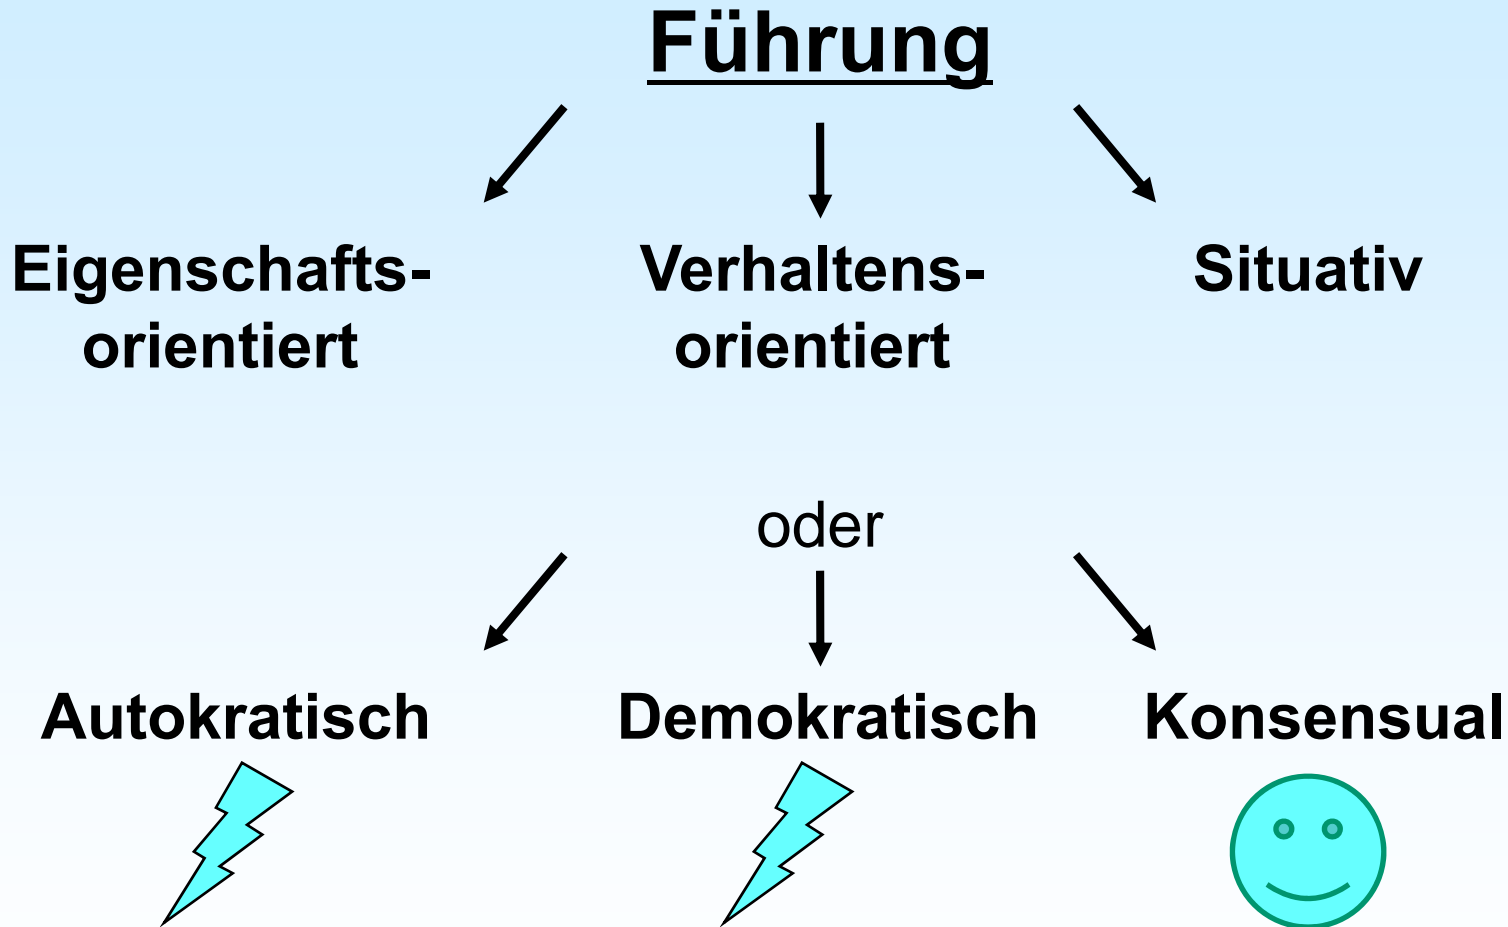 Führung
Eigenschafts- Verhaltens- Situativ
orientiert orientiert
oder
Autokratisch Demokratisch Konsensual